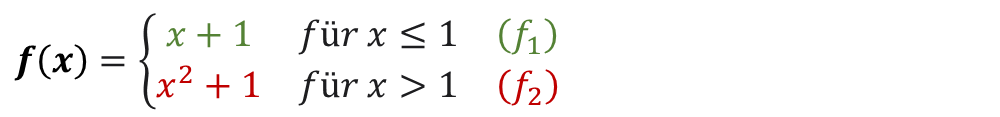 f(x) = { x + 1 für x ≤ 1 (f₁)
x² + 1 für x > 1 (f₂)